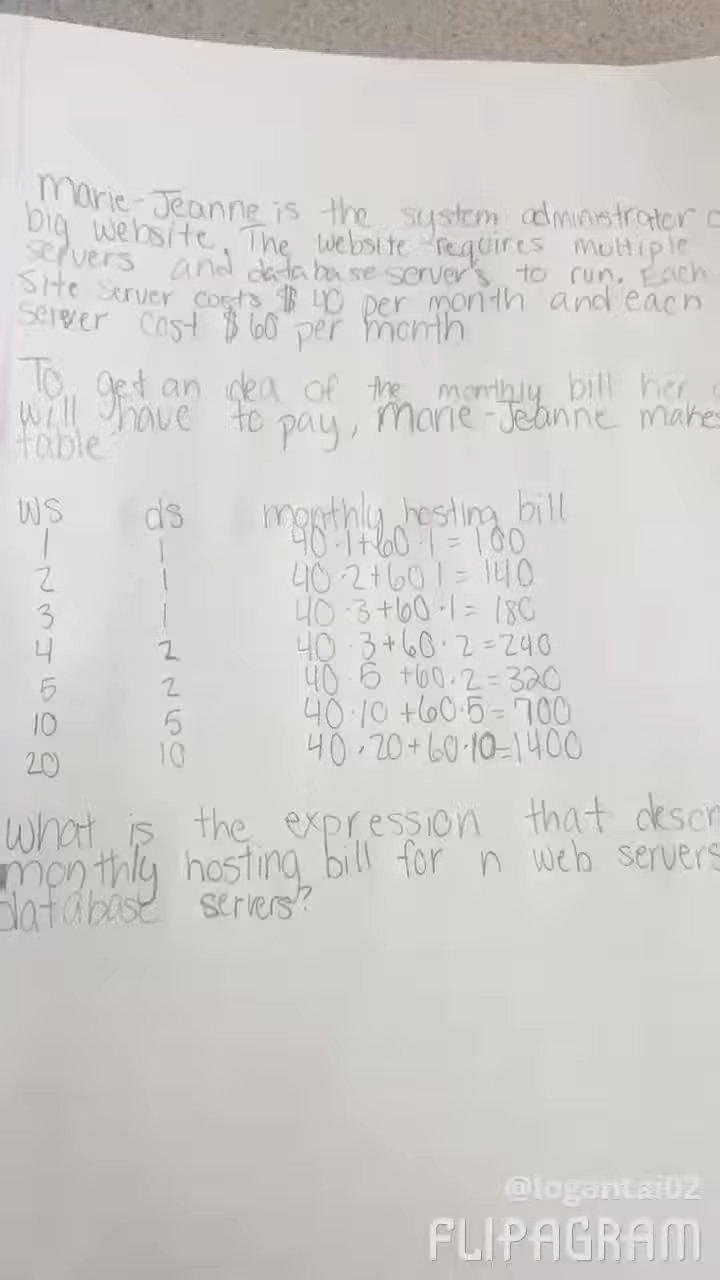 Marie-Jeanne is the system administrator
big website. The website requires multiple
servers and database server's to run. Each
site server costs $40 per month and each
server cost $60 per month
To get an idea of the monthly bill her
will have to pay, Marie-Jeanne makes
table
ws ds monthly hosting bill
1 1 40·1+60·1=100
2 1 40·2+60 1=140
3 1 40·3+60·1=180
4 2 40·3+60·2=240
5 2 40·5+60·2=320
10 5 40·10+60·5=700
20 10 40·20+60·10=1400
What is the expression that descr
monthly hosting bill for n web servers
database servers?
@logantai02
FLIPAGRAM